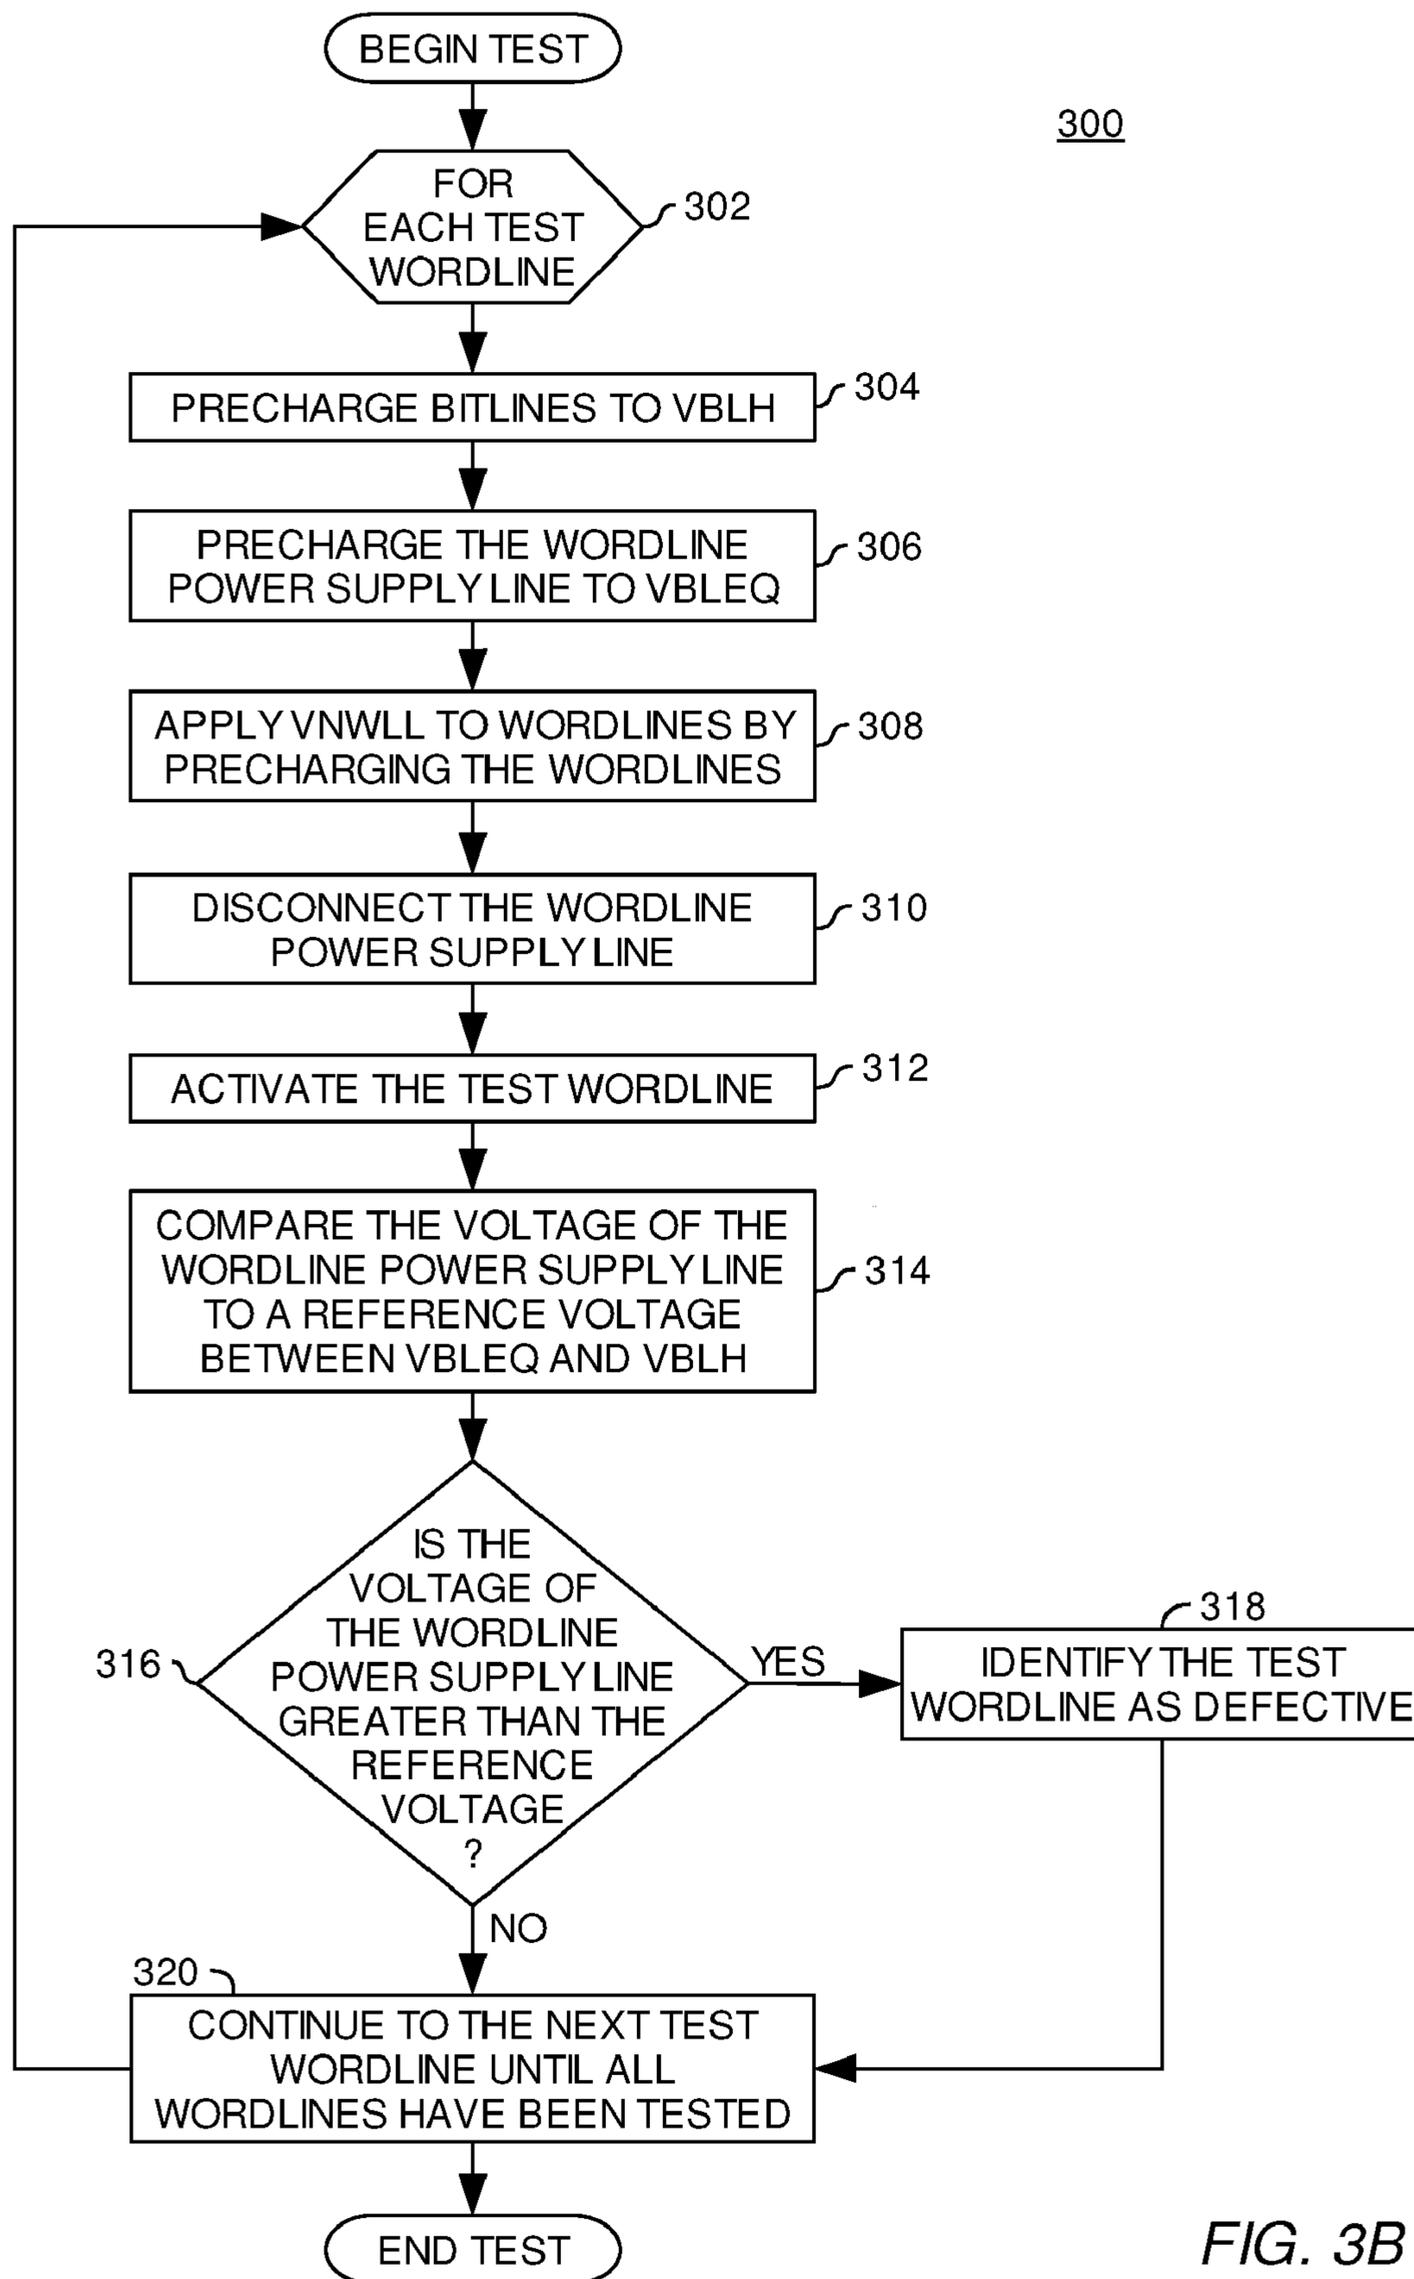 BEGIN TEST
300
FOR
EACH TEST
WORDLINE
302
PRECHARGE BITLINES TO VBLH
304
PRECHARGE THE WORDLINE
POWER SUPPLY LINE TO VBLEQ
306
APPLY VNWLL TO WORDLINES BY
PRECHARGING THE WORDLINES
308
DISCONNECT THE WORDLINE
POWER SUPPLY LINE
310
ACTIVATE THE TEST WORDLINE
312
COMPARE THE VOLTAGE OF THE
WORDLINE POWER SUPPLY LINE
TO A REFERENCE VOLTAGE
BETWEEN VBLEQ AND VBLH
314
IS THE
VOLTAGE OF
THE WORDLINE
POWER SUPPLY LINE
GREATER THAN THE
REFERENCE
VOLTAGE
?
316
YES
318
IDENTIFY THE TEST
WORDLINE AS DEFECTIVE
NO
320
CONTINUE TO THE NEXT TEST
WORDLINE UNTIL ALL
WORDLINES HAVE BEEN TESTED
END TEST
FIG. 3B